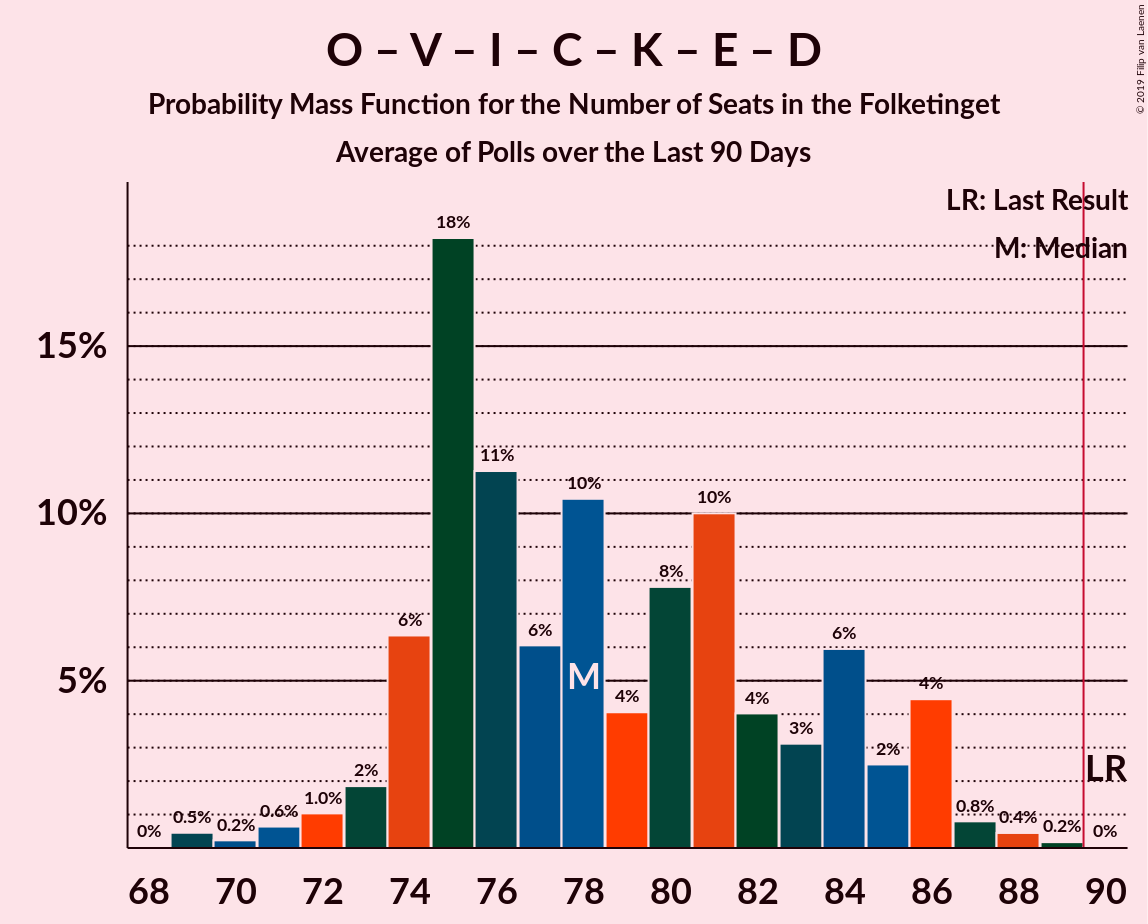 O – V – I – C – K – E – D
Probability Mass Function for the Number of Seats in the Folketinget
Average of Polls over the Last 90 Days
© 2019 Filip van Laenen
LR: Last Result
M: Median
18%
15%
11%
10%
10%
10%
8%
6%
6%
6%
5%
M
4%
4%
4%
3%
2%
2%
LR
1.0%
0.8%
0.6%
0.5%
0.4%
0.2%
0.2%
0%
0%
68 70 72 74 76 78 80 82 84 86 88 90